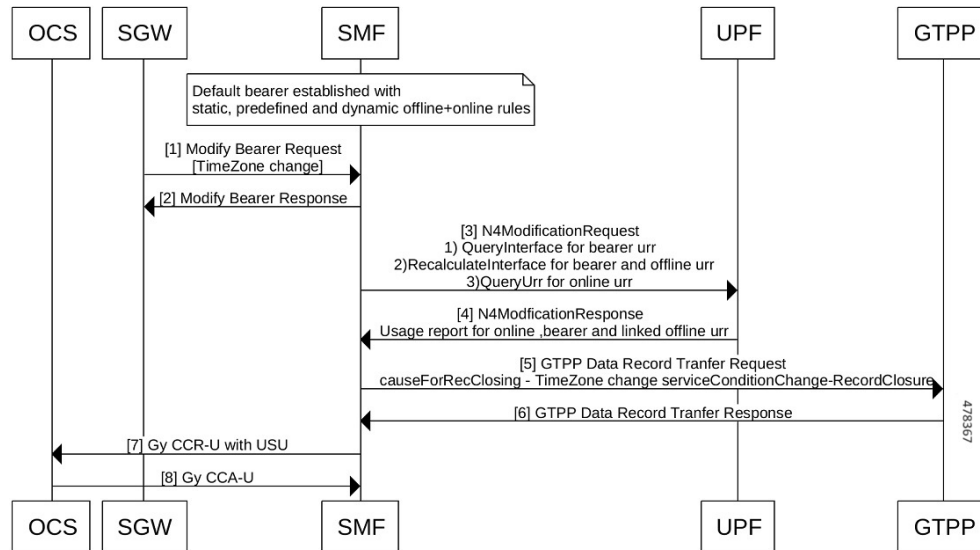 OCS SGW SMF UPF GTPP
Default bearer established with
static, predefined and dynamic offline+online rules
[1] Modify Bearer Request
[TimeZone change]
[2] Modify Bearer Response
[3] N4ModificationRequest
1) QueryInterface for bearer urr
2)RecalculateInterface for bearer and offline urr
3)QueryUrr for online urr
[4] N4ModficationResponse
Usage report for online ,bearer and linked offline urr
[5] GTPP Data Record Tranfer Request
causeForRecClosing - TimeZone change serviceConditionChange-RecordClosure
[6] GTPP Data Record Tranfer Response
478367
[7] Gy CCR-U with USU
[8] Gy CCA-U
OCS SGW SMF UPF GTPP